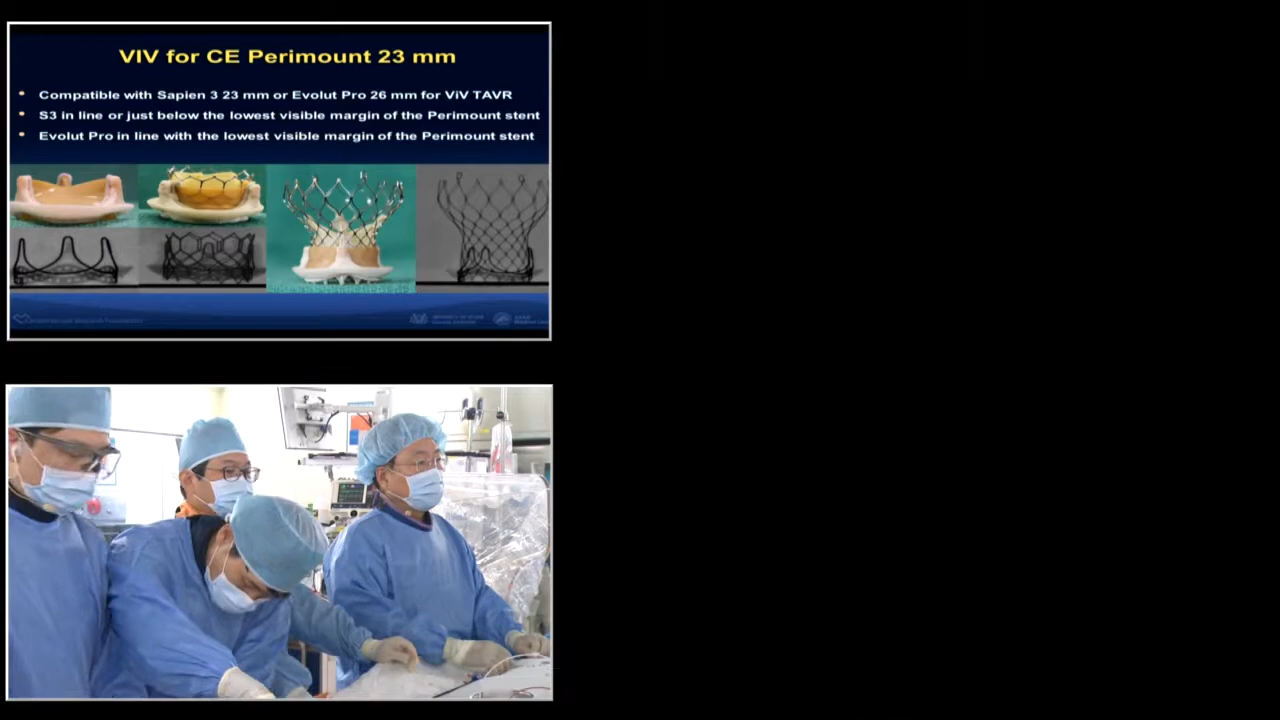 VIV for CE Perimount 23 mm
• Compatible with Sapien 3 23 mm or Evolut Pro 26 mm for ViV TAVR
• S3 in line or just below the lowest visible margin of the Perimount stent
• Evolut Pro in line with the lowest visible margin of the Perimount stent